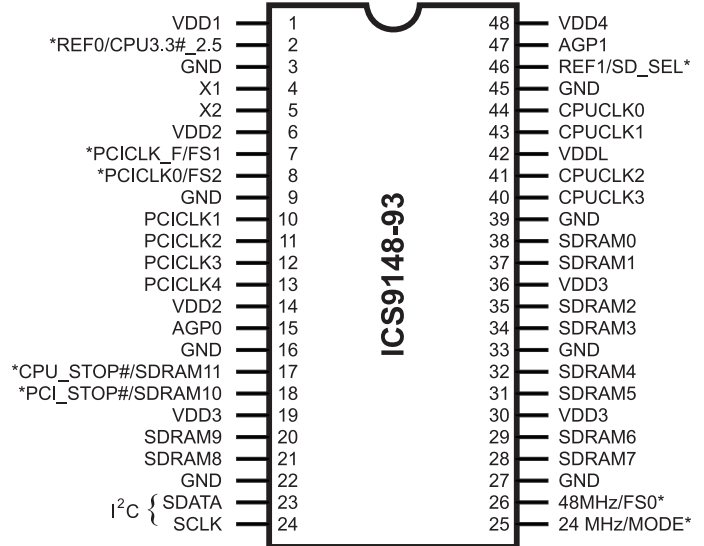 VDD1 1 48 VDD4
*REF0/CPU3.3#_2.5 2 47 AGP1
GND 3 46 REF1/SD_SEL*
X1 4 45 GND
X2 5 44 CPUCLK0
VDD2 6 43 CPUCLK1
*PCICLK_F/FS1 7 42 VDDL
*PCICLK0/FS2 8 41 CPUCLK2
GND 9 40 CPUCLK3
PCICLK1 10 39 GND
PCICLK2 11 38 SDRAM0
PCICLK3 12 37 SDRAM1
PCICLK4 13 36 VDD3
VDD2 14 35 SDRAM2
AGP0 15 34 SDRAM3
GND 16 33 GND
*CPU_STOP#/SDRAM11 17 32 SDRAM4
*PCI_STOP#/SDRAM10 18 31 SDRAM5
VDD3 19 30 VDD3
SDRAM9 20 29 SDRAM6
SDRAM8 21 28 SDRAM7
GND 22 27 GND
I²C { SDATA 23 26 48MHz/FS0*
SCLK 24 25 24 MHz/MODE*
ICS9148-93